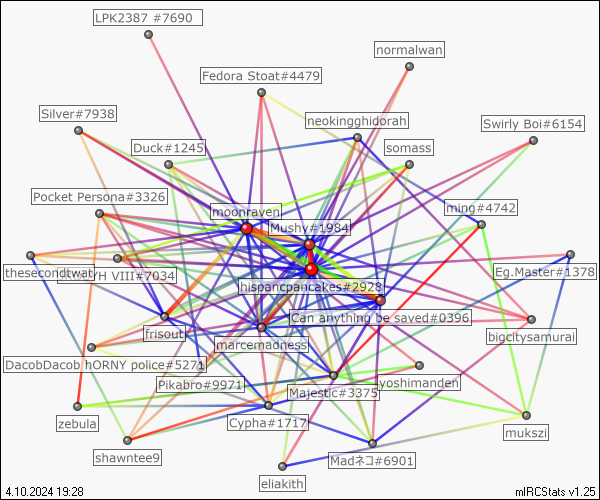 LPK2387 #7690
normalwan
Fedora Stoat#4479
Silver#7938
neokingghidorah
Swirly Boi#6154
Duck#1245
somass
Pocket Persona#3326
moonraven
ming#4742
Mushy#1984
thesecondtwat
VIII#7034
Eg.Master#1378
hispancpancakes#2928
Can anything be saved#0396
frisout
marcemadness
bigcitysamurai
DacobDacob hORNY police#5271
Pikabro#9971
yoshimanden
Majestic#3375
zebula
Cypha#1717
mukszi
shawntee9
Madネコ#6901
eliakith
4.10.2024 19:28
mIRCStats v1.25